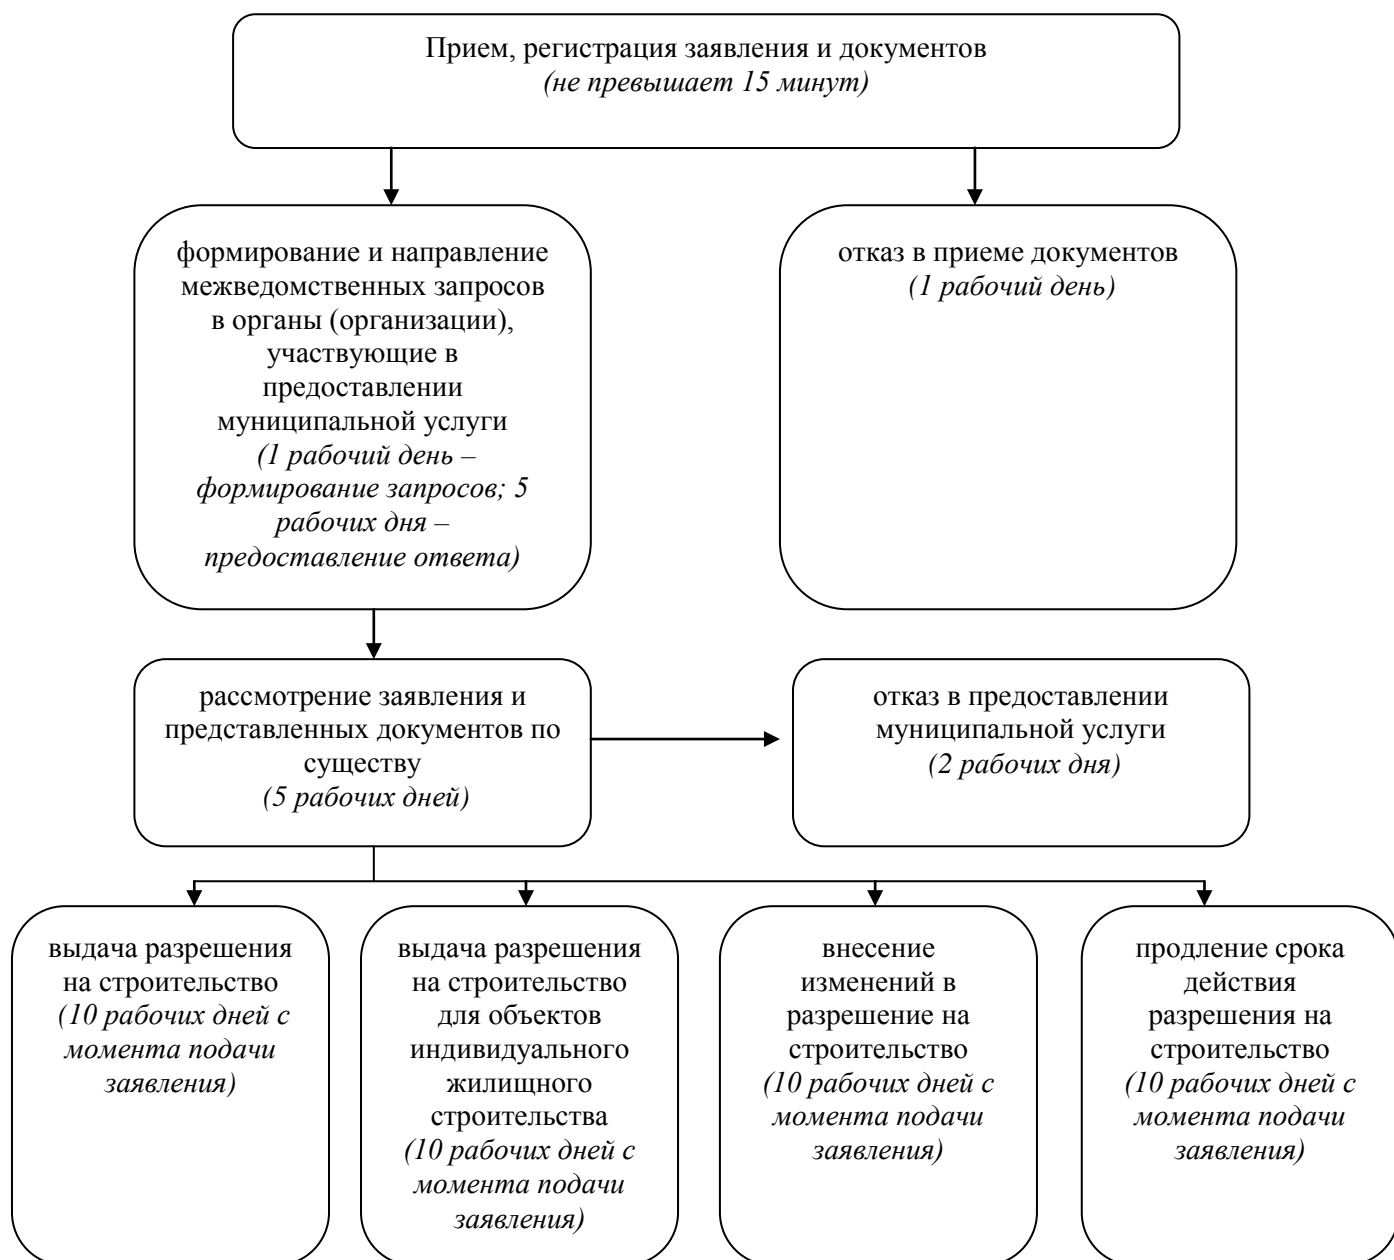 Прием, регистрация заявления и документов
(не превышает 15 минут)
формирование и направление
межведомственных запросов
в органы (организации),
участвующие в
предоставлении
муниципальной услуги
(1 рабочий день –
формирование запросов; 5
рабочих дня –
предоставление ответа)
отказ в приеме документов
(1 рабочий день)
рассмотрение заявления и
представленных документов по
существу
(5 рабочих дней)
отказ в предоставлении
муниципальной услуги
(2 рабочих дня)
выдача разрешения
на строительство
(10 рабочих дней с
момента подачи
заявления)
выдача разрешения
на строительство
для объектов
индивидуального
жилищного
строительства
(10 рабочих дней с
момента подачи
заявления)
внесение
изменений в
разрешение на
строительство
(10 рабочих дней с
момента подачи
заявления)
продление срока
действия
разрешения на
строительство
(10 рабочих дней с
момента подачи
заявления)